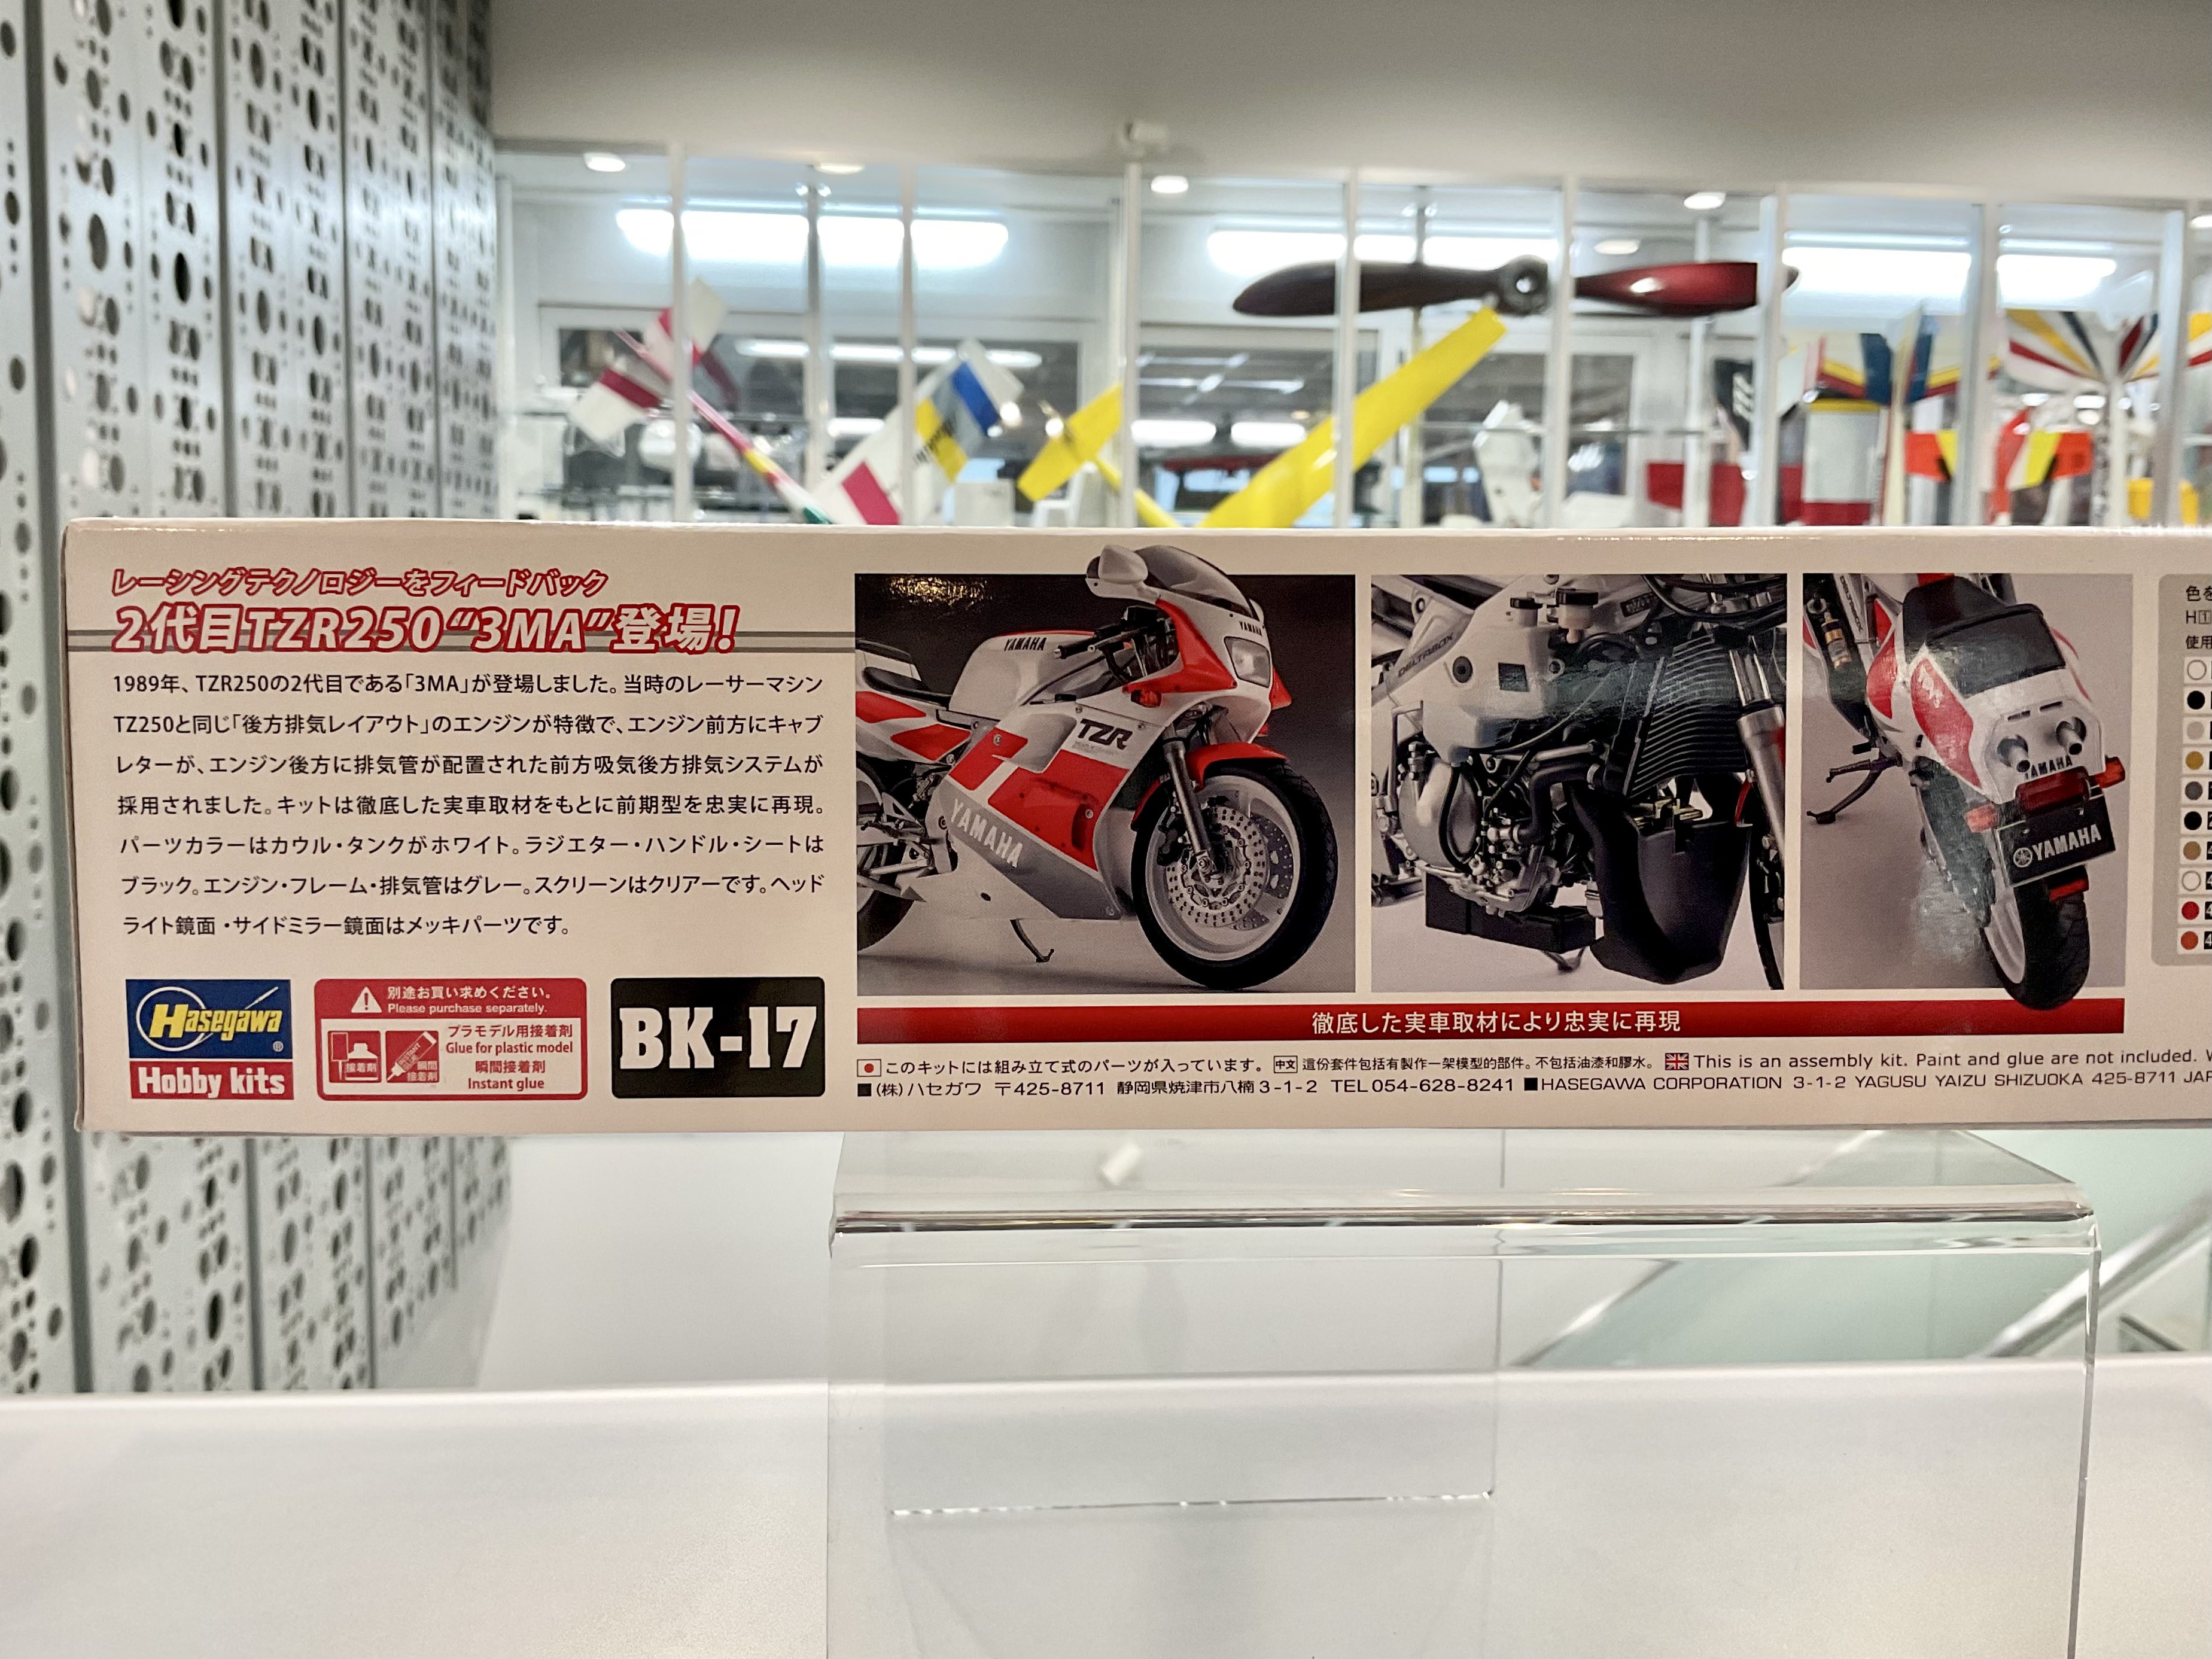 レーシングテクノロジーをフィードバック
2代目TZR250“3MA”登場!
1989年、TZR250の2代目である「3MA」が登場しました。当時のレーサーマシン
TZ250と同じ「後方排気レイアウト」のエンジンが特徴で、エンジン前方にキャブ
レターが、エンジン後方に排気管が配置された前方吸気後方排気システムが
採用されました。キットは徹底した実車取材をもとに前期型を忠実に再現。
パーツカラーはカウル・タンクがホワイト。ラジエター・ハンドル・シートは
ブラック。エンジン・フレーム・排気管はグレー。スクリーンはクリアーです。ヘッド
ライト鏡面・サイドミラー鏡面はメッキパーツです。
Hasegawa
Hobby kits
別途お買い求めください。
Please purchase separately.
接着剤
INSTANT GLUE
瞬間接着剤
プラモデル用接着剤
Glue for plastic model
瞬間接着剤
Instant glue
BK-17
YAMAHA
YAMAHA
TZR
YAMAHA
DELTABOX
YAMAHA
YAMAHA
徹底した実車取材により忠実に再現
このキットには組み立て式のパーツが入っています。 中文 這份套件包括有製作一架模型的部件。不包括油漆和膠水。 This is an assembly kit. Paint and glue are not included.
■(株)ハセガワ 〒425-8711 静岡県焼津市八楠3-1-2 TEL054-628-8241 ■HASEGAWA CORPORATION 3-1-2 YAGUSU YAIZU SHIZUOKA 425-8711
色を
H1
使用